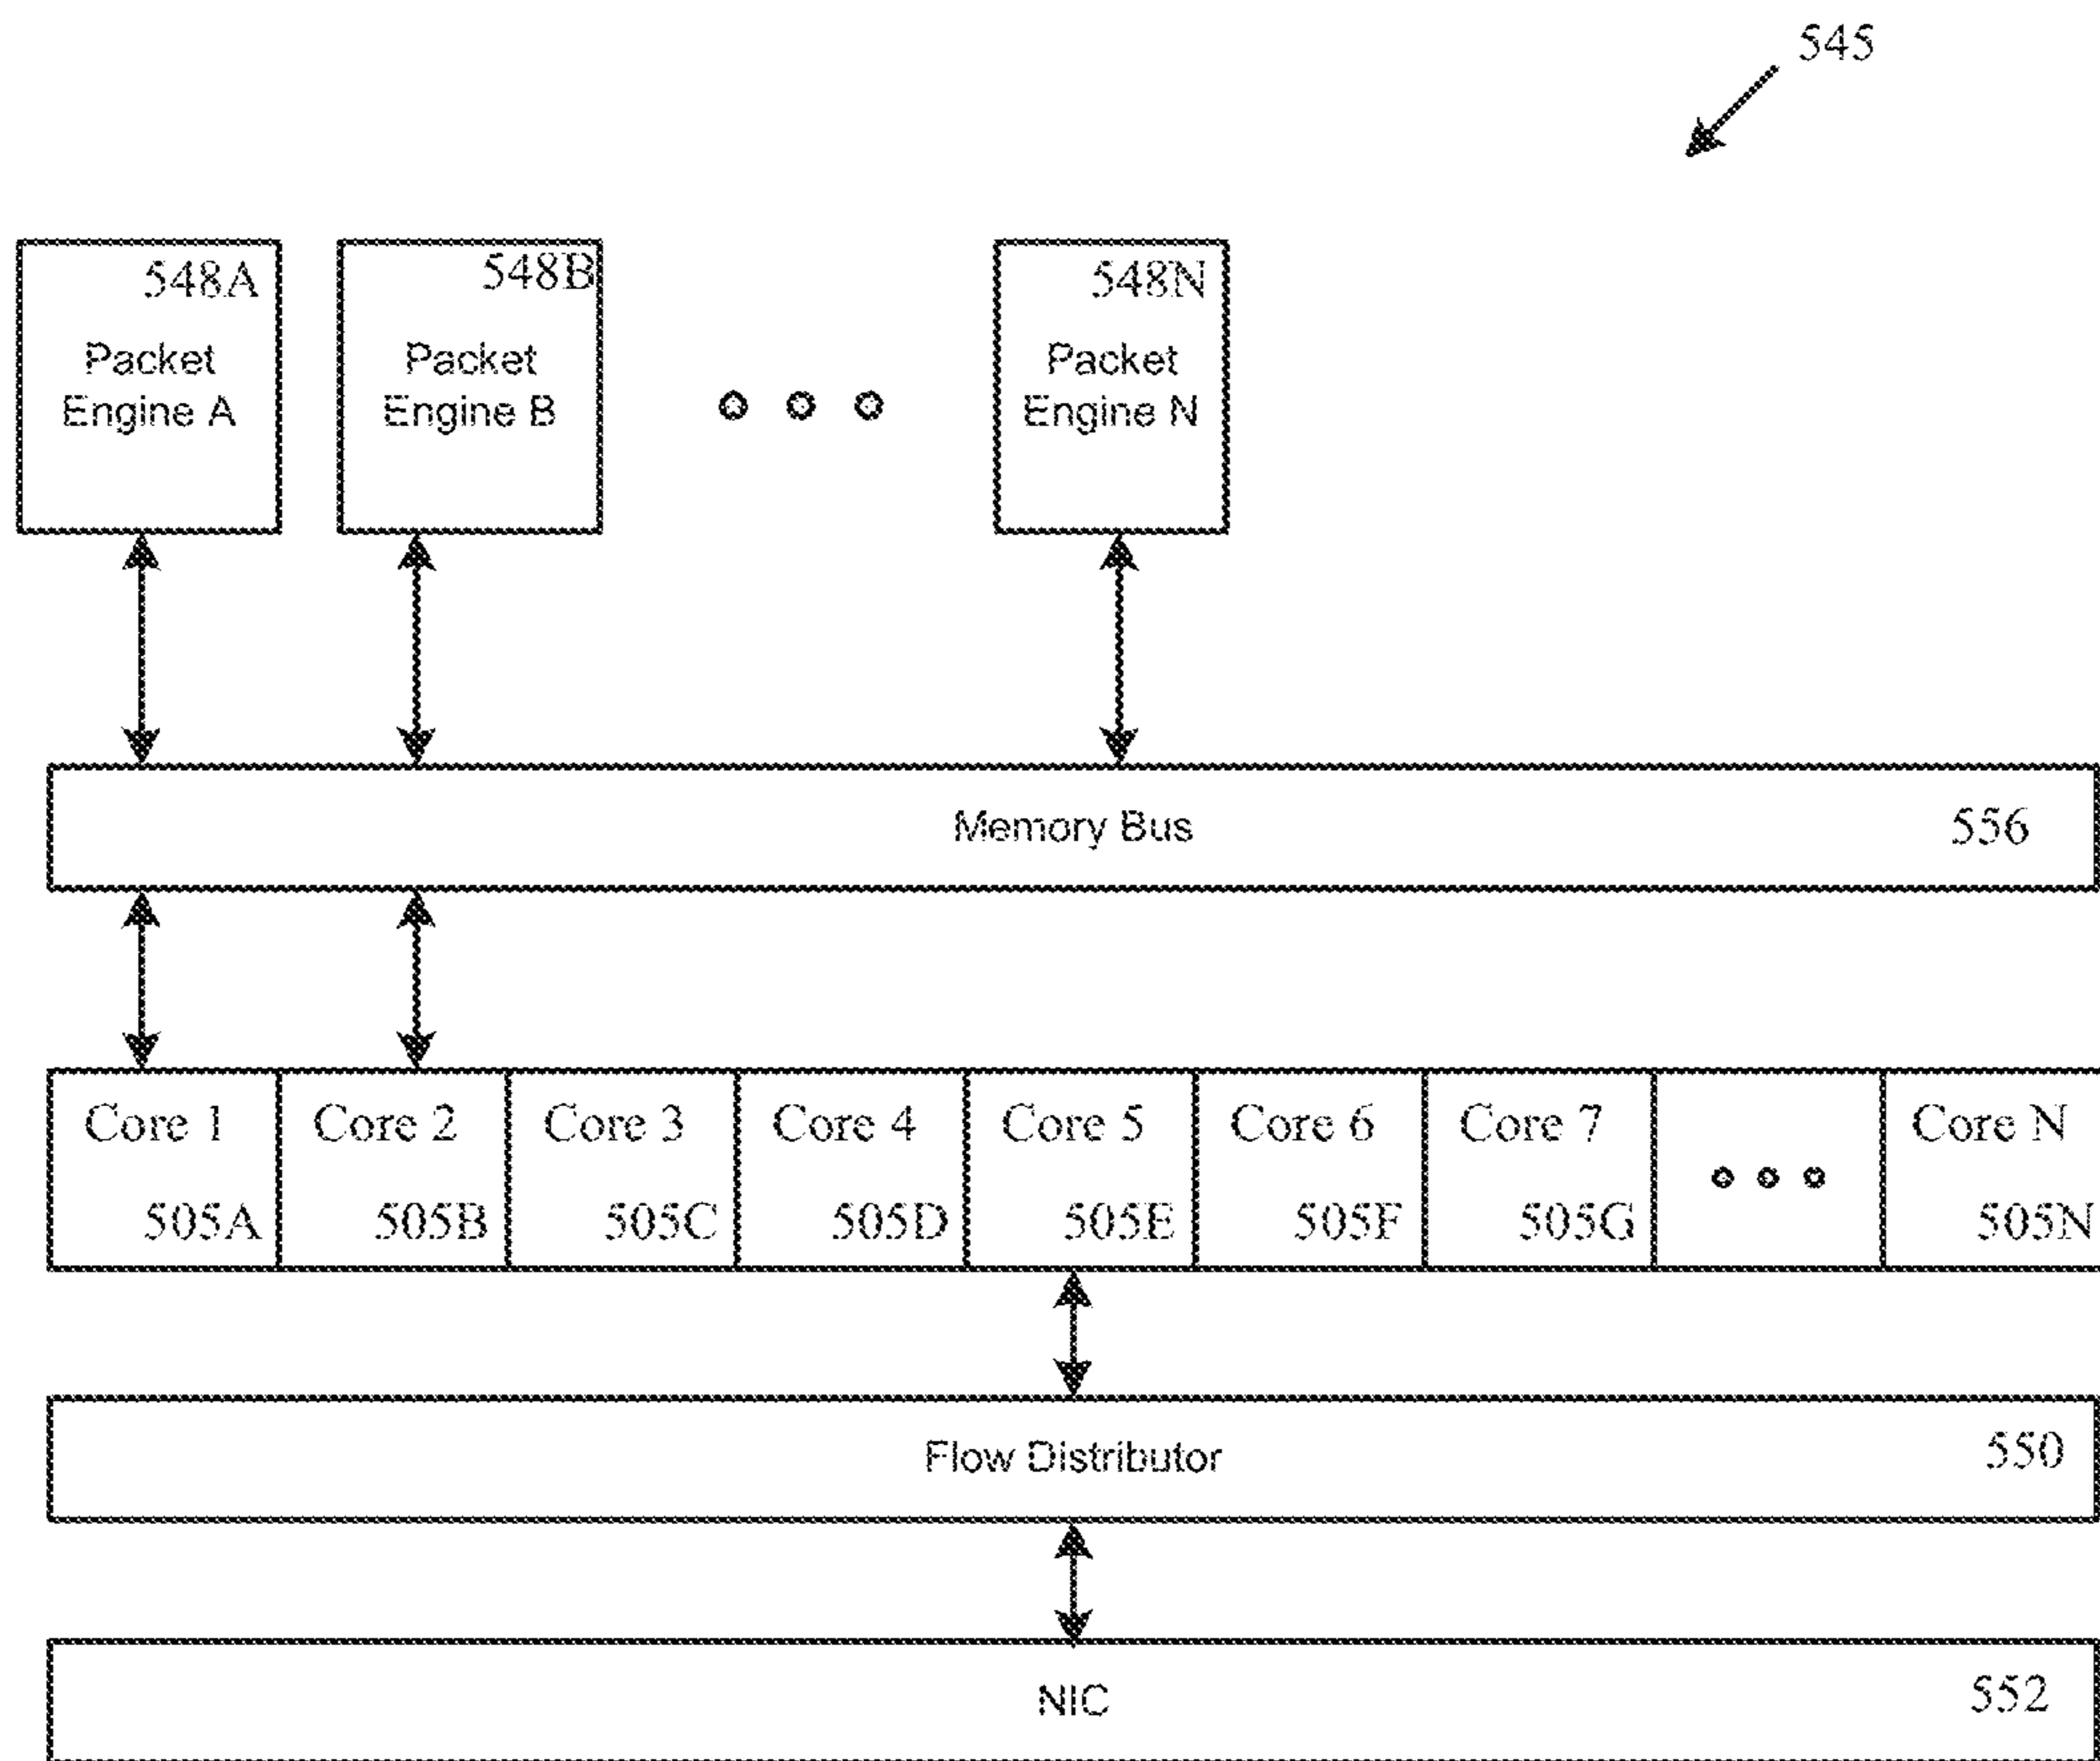 545
548A
Packet
Engine A
548B
Packet
Engine B
548N
Packet
Engine N
Memory Bus
556
Core 1
505A
Core 2
505B
Core 3
505C
Core 4
505D
Core 5
505E
Core 6
505F
Core 7
505G
Core N
505N
Flow Distributor
550
NIC
552